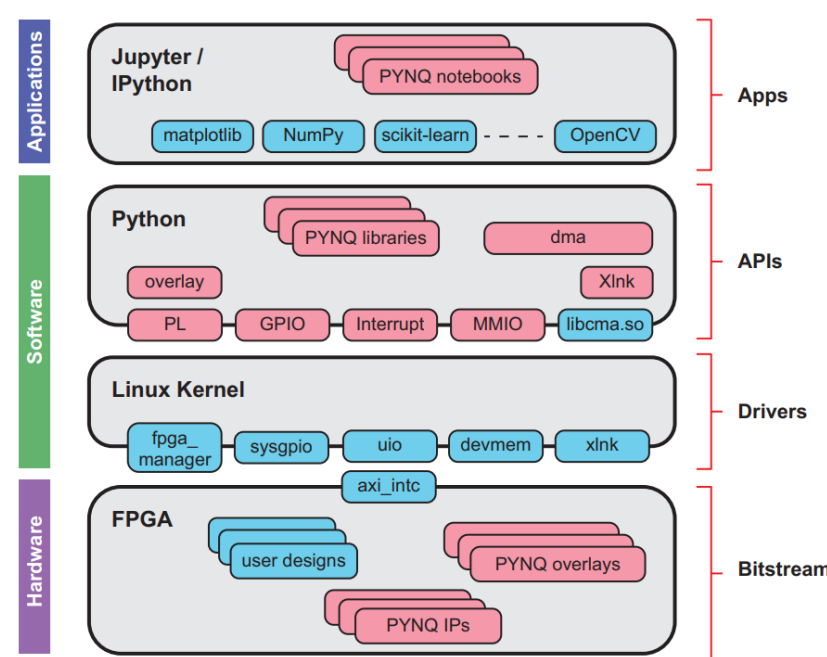 Applications
Jupyter /
IPython
PYNQ notebooks
matplotlib
NumPy
scikit-learn
OpenCV
Apps
Software
Python
PYNQ libraries
dma
overlay
Xlnk
PL
GPIO
Interrupt
MMIO
libcma.so
APIs
Linux Kernel
fpga_
manager
sysgpio
uio
devmem
xlnk
Drivers
Hardware
axi_intc
FPGA
user designs
PYNQ overlays
PYNQ IPs
Bitstream